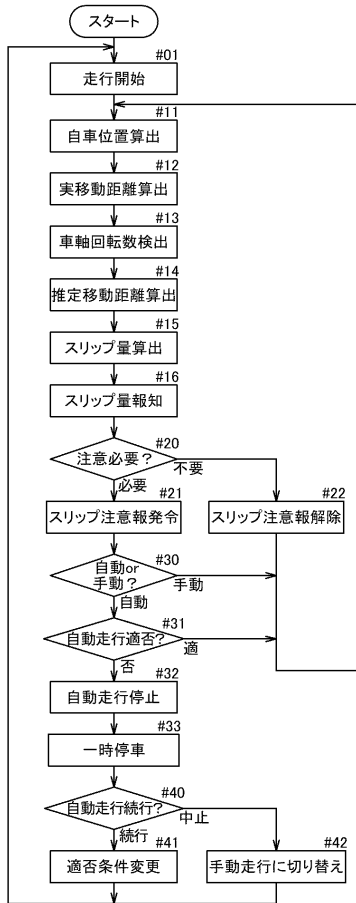 スタート
#01
走行開始
#11
自車位置算出
#12
実移動距離算出
#13
車軸回転数検出
#14
推定移動距離算出
#15
スリップ量算出
#16
スリップ量報知
#20
注意必要？
不要
必要
#21
スリップ注意報発令
#22
スリップ注意報解除
#30
自動or
手動？
手動
自動
#31
自動走行適否？
適
否
#32
自動走行停止
#33
一時停車
#40
自動走行続行？
中止
続行
#41
適否条件変更
#42
手動走行に切り替え